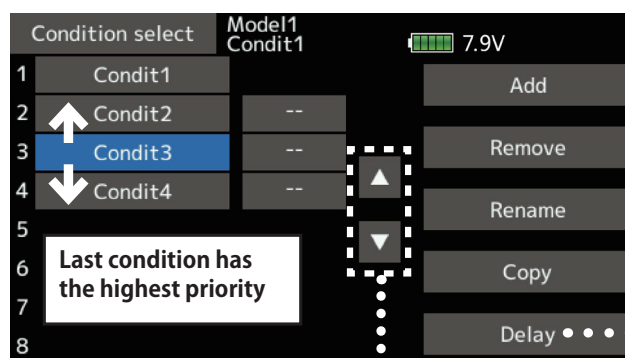 Condition select
Model1
Condit1
7.9V
1 Condit1
Add
2 Condit2 --
3 Condit3 --
Remove
▲
4 Condit4 --
Rename
5
▼
6
Last condition has
the highest priority
Copy
7
Delay
8